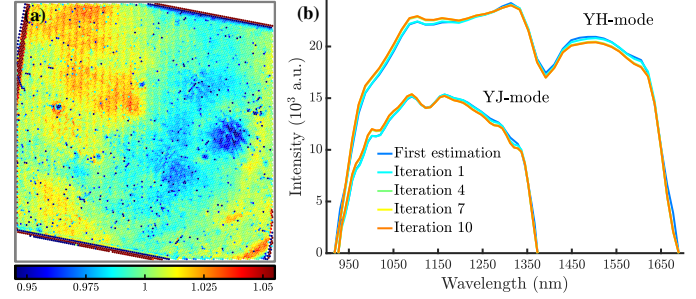 (a)
0.95 0.975 1 1.025 1.05
(b)
YH-mode
YJ-mode
First estimation
Iteration 1
Iteration 4
Iteration 7
Iteration 10
20
15
10
5
0
Intensity (10³ a.u.)
950 1050 1150 1250 1350 1450 1550 1650
Wavelength (nm)